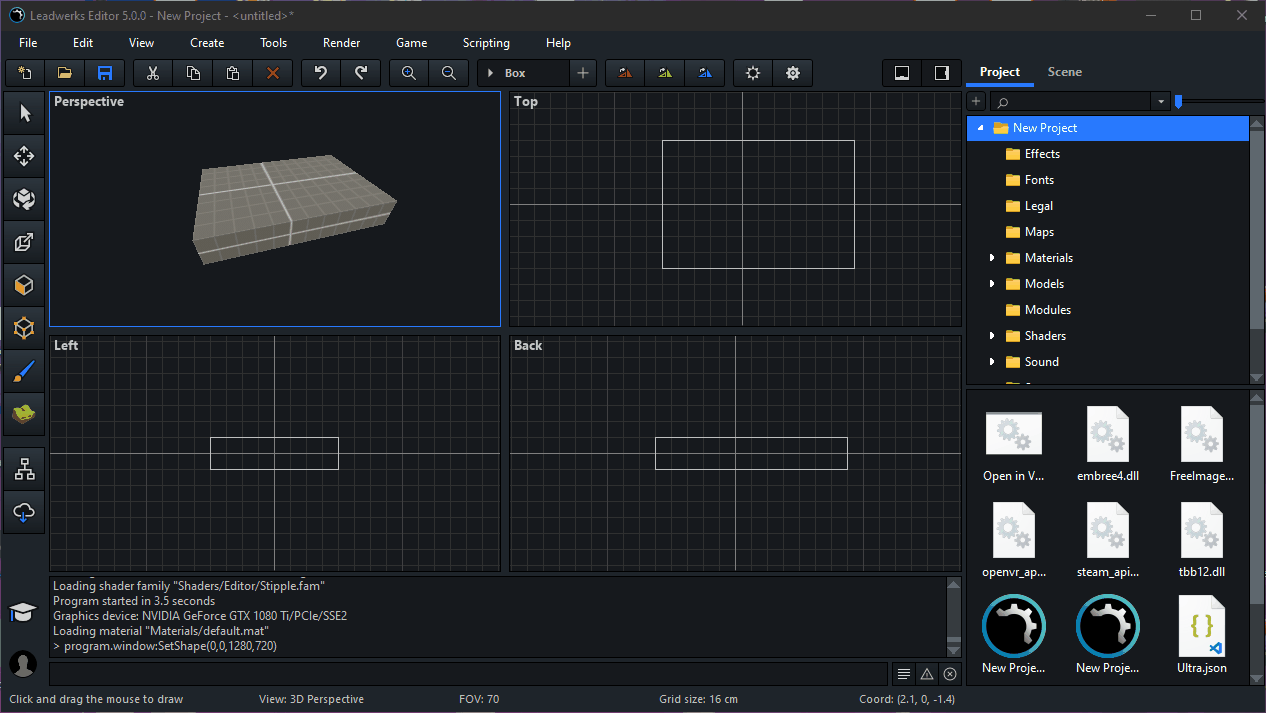 Leadwerks Editor 5.0.0 - New Project - <untitled>*
File Edit View Create Tools Render Game Scripting Help
Box
Project Scene
Perspective
Top
Left
Back
New Project
Effects
Fonts
Legal
Maps
Materials
Models
Modules
Shaders
Sound
Open in V... embree4.dll FreeImage...
openvr_ap... steam_api... tbb12.dll
New Proje... New Proje... Ultra.json
Loading shader family "Shaders/Editor/Stipple.fam"
Program started in 3.5 seconds
Graphics device: NVIDIA GeForce GTX 1080 Ti/PCIe/SSE2
Loading material "Materials/default.mat"
> program.window:SetShape(0,0,1280,720)
Click and drag the mouse to draw View: 3D Perspective FOV: 70 Grid size: 16 cm Coord: (2.1, 0, -1.4)